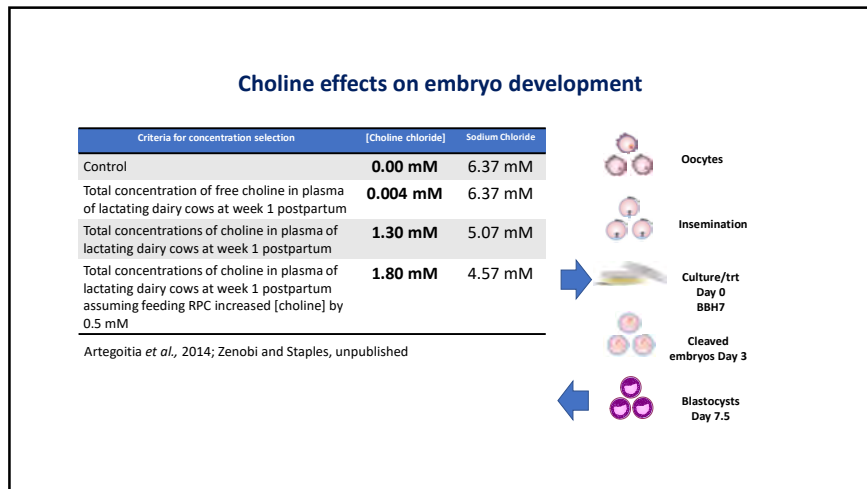 Choline effects on embryo development
Criteria for concentration selection [Choline chloride] Sodium Chloride
Control 0.00 mM 6.37 mM
Total concentration of free choline in plasma 0.004 mM 6.37 mM
of lactating dairy cows at week 1 postpartum
Total concentrations of choline in plasma of 1.30 mM 5.07 mM
lactating dairy cows at week 1 postpartum
Total concentrations of choline in plasma of 1.80 mM 4.57 mM
lactating dairy cows at week 1 postpartum
assuming feeding RPC increased [choline] by
0.5 mM
Artegoitia et al., 2014; Zenobi and Staples, unpublished
Oocytes
Insemination
Culture/trt
Day 0
BBH7
Cleaved
embryos Day 3
Blastocysts
Day 7.5